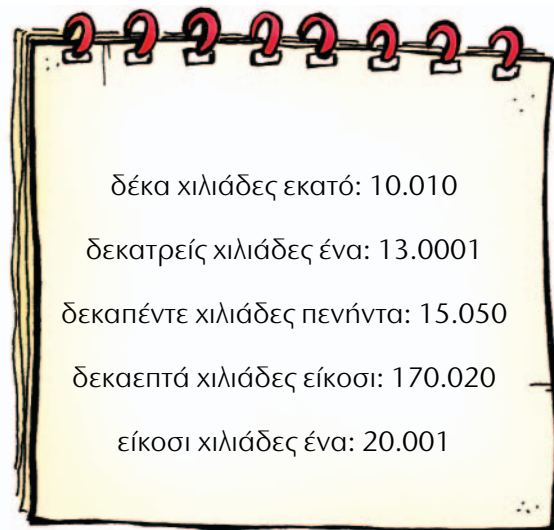 δέκα χιλιάδες εκατό: 10.010
δεκατρείς χιλιάδες ένα: 13.0001
δεκαπέντε χιλιάδες πενήντα: 15.050
δεκαεπτά χιλιάδες είκοσι: 170.020
είκοσι χιλιάδες ένα: 20.001